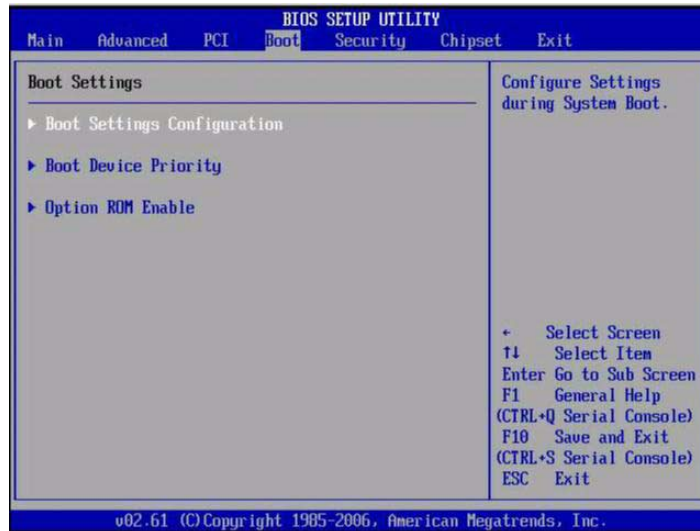 BIOS SETUP UTILITY
Main Advanced PCI Boot Security Chipset Exit
Boot Settings
▶ Boot Settings Configuration
▶ Boot Device Priority
▶ Option ROM Enable
Configure Settings
during System Boot.
← Select Screen
↑↓ Select Item
Enter Go to Sub Screen
F1 General Help
(CTRL+Q Serial Console)
F10 Save and Exit
(CTRL+S Serial Console)
ESC Exit
v02.61 (C)Copyright 1985-2006, American Megatrends, Inc.